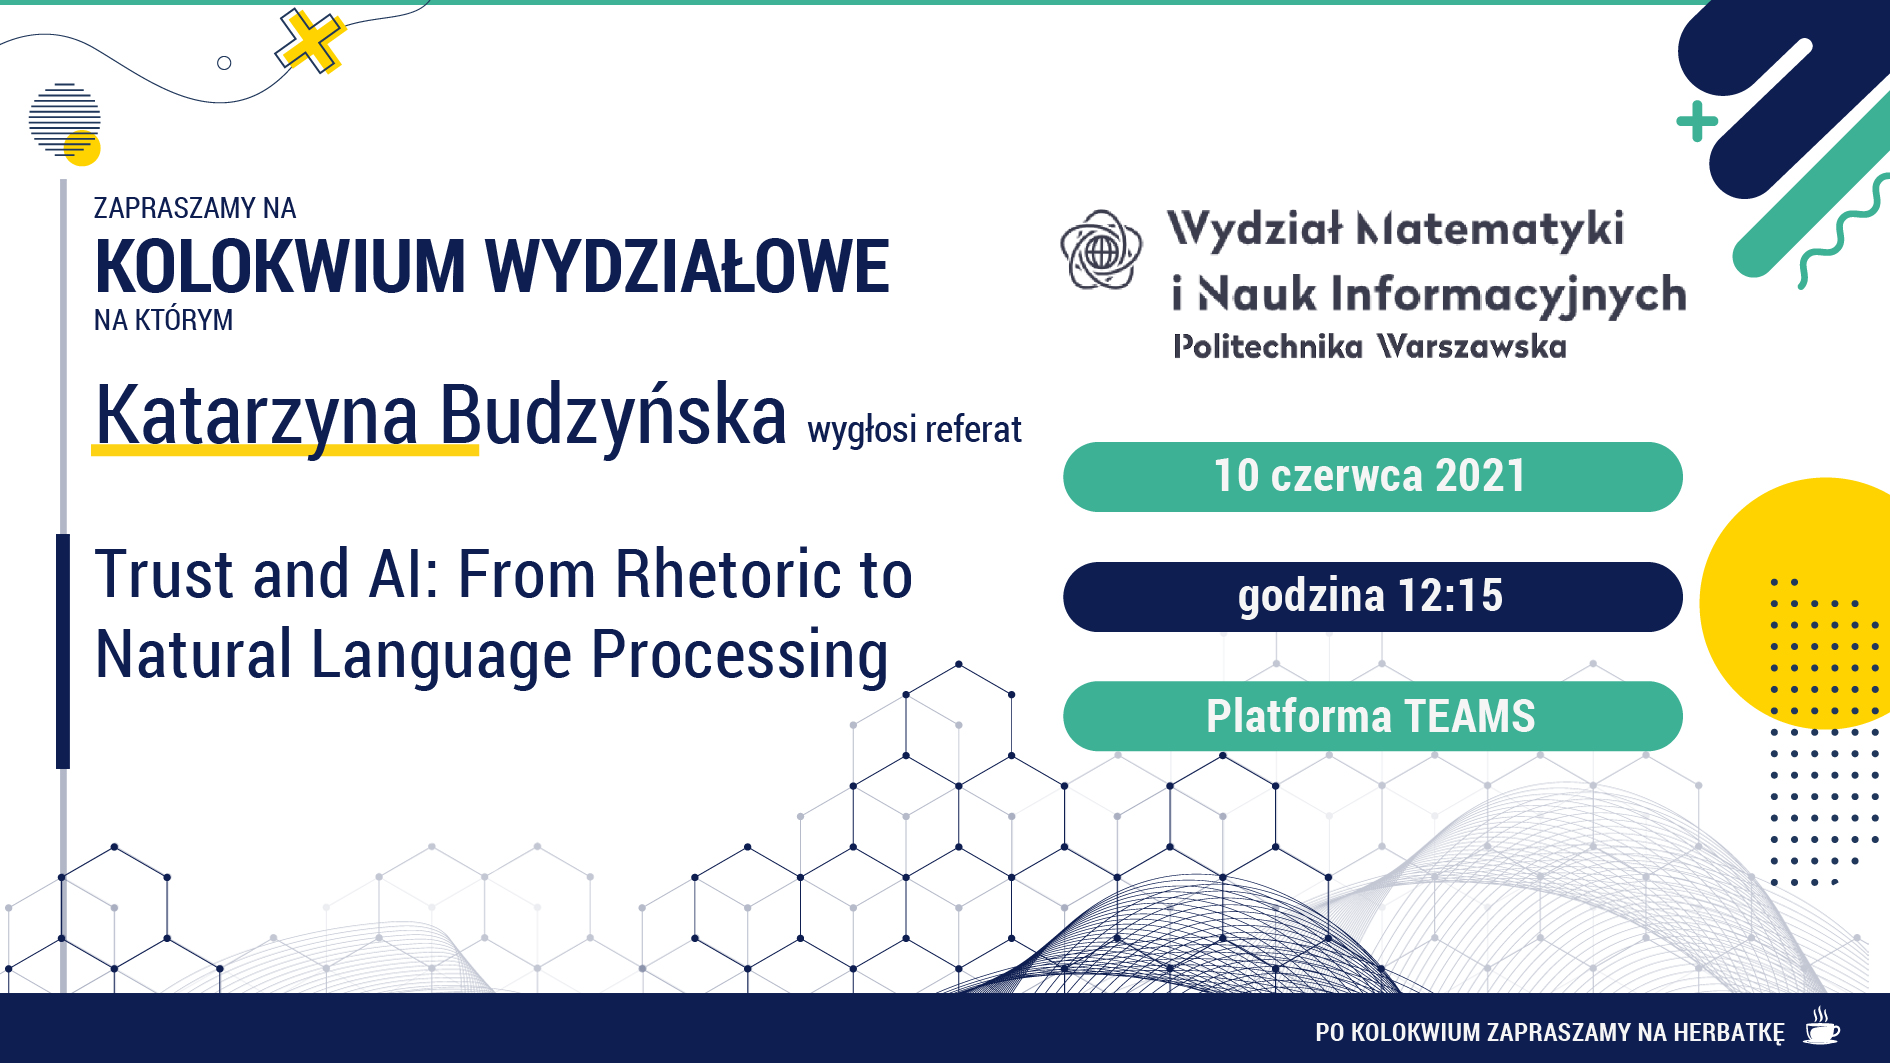 ZAPRASZAMY NA
KOLOKWIUM WYDZIAŁOWE
NA KTÓRYM
Katarzyna Budzyńska wygłosi referat
Trust and AI: From Rhetoric to
Natural Language Processing
Wydział Matematyki
i Nauk Informacyjnych
Politechnika Warszawska
10 czerwca 2021
godzina 12:15
Platforma TEAMS
PO KOLOKWIUM ZAPRASZAMY NA HERBATKĘ